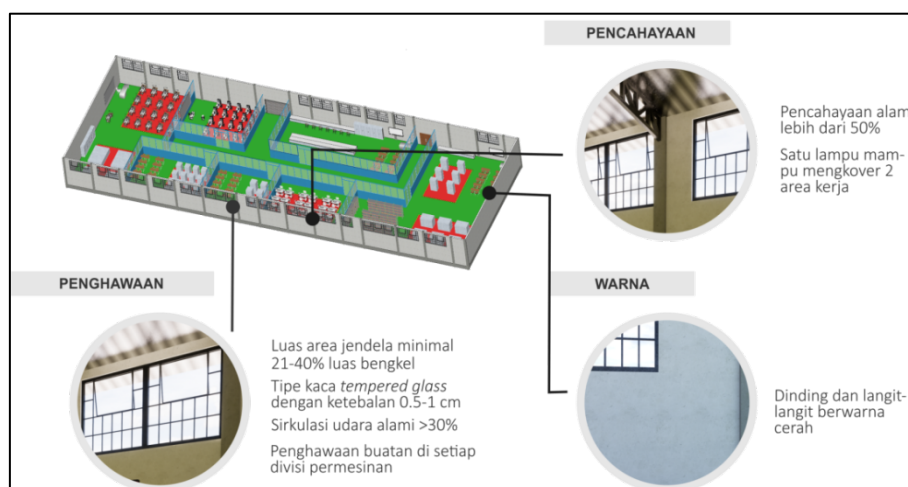 PENCAHAYAAN
Pencahayaan alami
lebih dari 50%
Satu lampu mam-
pu mengkover 2
area kerja
PENGHAWAAN
Luas area jendela minimal
21-40% luas bengkel
Tipe kaca tempered glass
dengan ketebalan 0.5-1 cm
Sirkulasi udara alami >30%
Penghawaan buatan di setiap
divisi permesinan
WARNA
Dinding dan langit-
langit berwarna
cerah